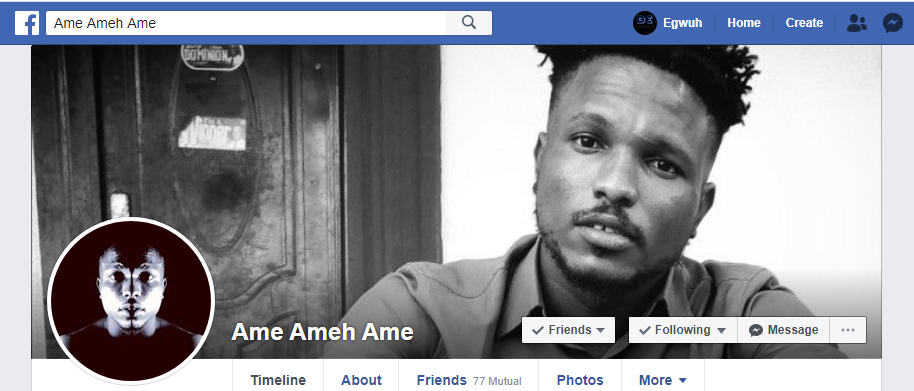 f
Ame Ameh Ame
Egwuh
Home
Create
DOMINION
Winner
Ame Ameh Ame
Friends
Following
Message
Timeline
About
Friends 77 Mutual
Photos
More